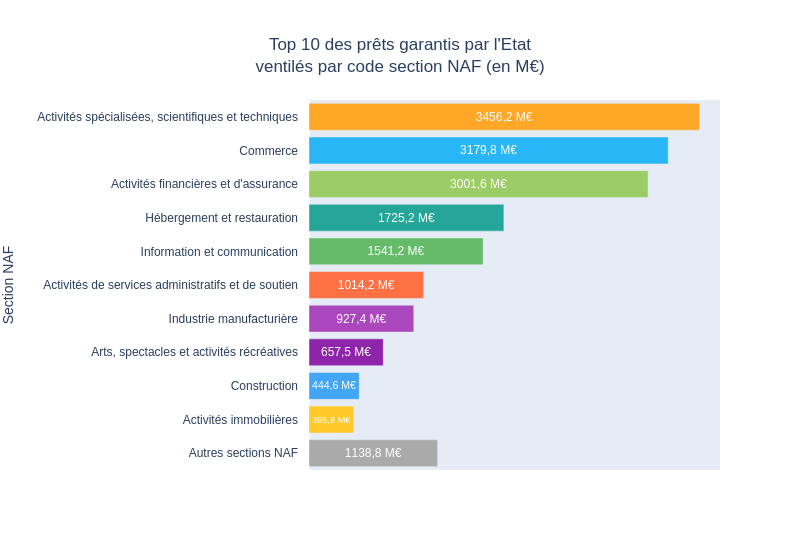 Top 10 des prêts garantis par l'Etat
ventilés par code section NAF (en M€)
Section NAF
Activités spécialisées, scientifiques et techniques 3456,2 M€
Commerce 3179,8 M€
Activités financières et d'assurance 3001,6 M€
Hébergement et restauration 1725,2 M€
Information et communication 1541,2 M€
Activités de services administratifs et de soutien 1014,2 M€
Industrie manufacturière 927,4 M€
Arts, spectacles et activités récréatives 657,5 M€
Construction 444,6 M€
Activités immobilières 395,9 M€
Autres sections NAF 1138,8 M€